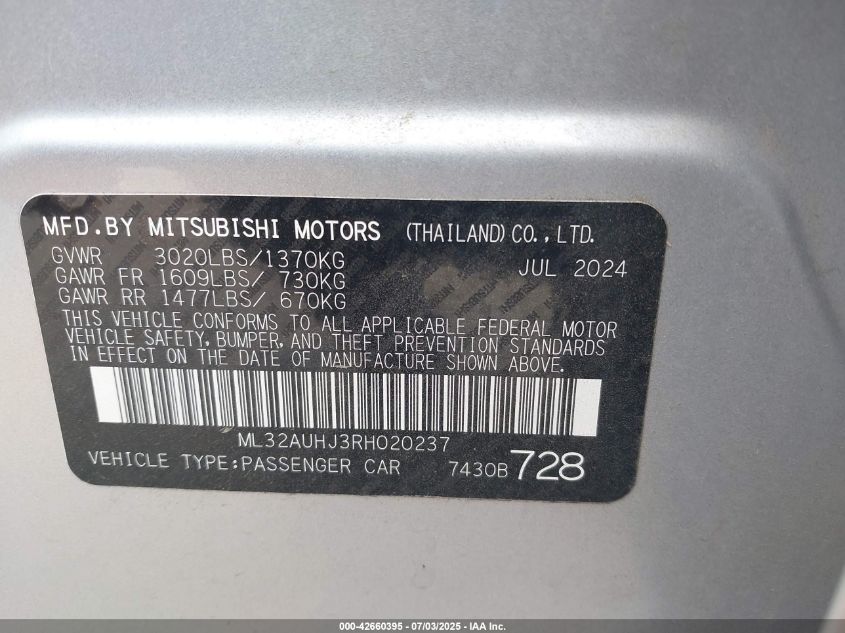 MFD.BY MITSUBISHI MOTORS (THAILAND) CO.,LTD.
GVWR 3020LBS/1370KG JUL 2024
GAWR FR 1609LBS/ 730KG
GAWR RR 1477LBS/ 670KG
THIS VEHICLE CONFORMS TO ALL APPLICABLE FEDERAL MOTOR
VEHICLE SAFETY, BUMPER, AND THEFT PREVENTION STANDARDS
IN EFFECT ON THE DATE OF MANUFACTURE SHOWN ABOVE.
ML32AUHJ3RH020237
VEHICLE TYPE:PASSENGER CAR 7430B 728
000-42660395 - 07/03/2025 - IAA Inc.